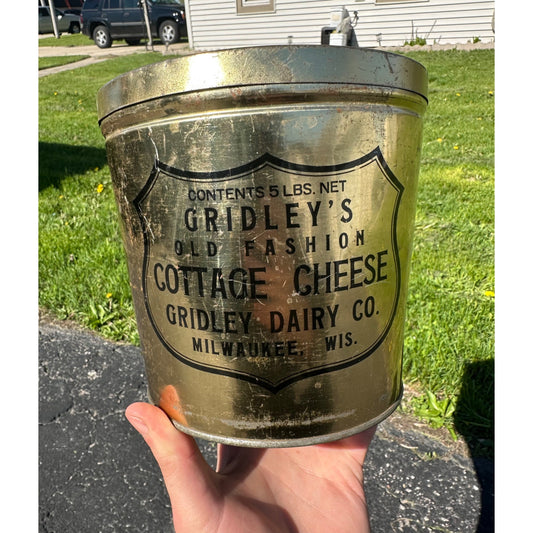 CONTENTS 5 LBS. NET
GRIDLEY'S
OLD FASHION
COTTAGE CHEESE
GRIDLEY DAIRY CO.
MILWAUKEE, WIS.